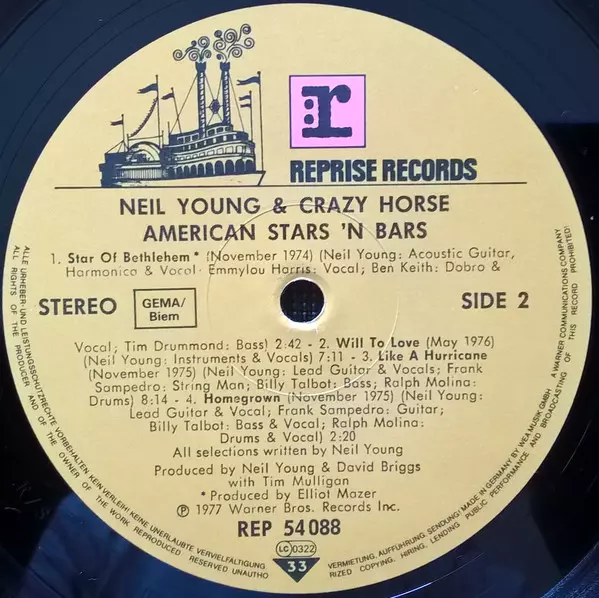 r
REPRISE RECORDS
NEIL YOUNG & CRAZY HORSE
AMERICAN STARS 'N BARS
1. Star Of Bethlehem * (November 1974) (Neil Young: Acoustic Guitar,
Harmonica & Vocal· Emmylou Harris: Vocal; Ben Keith: Dobro &
STEREO
GEMA/
Biem
SIDE 2
Vocal; Tim Drummond: Bass) 2:42 - 2. Will To Love (May 1976)
(Neil Young: Instruments & Vocals) 7:11 - 3. Like A Hurricane
(November 1975) (Neil Young: Lead Guitar & Vocals; Frank
Sampedro: String Man; Billy Talbot: Bass; Ralph Molina:
Drums) 8:14 - 4. Homegrown (November 1975) (Neil Young:
Lead Guitar & Vocal; Frank Sampedro: Guitar;
Billy Talbot: Bass & Vocal; Ralph Molina:
Drums & Vocal) 2:20
All selections written by Neil Young
Produced by Neil Young & David Briggs
with Tim Mulligan
* Produced by Elliot Mazer
℗ 1977 Warner Bros. Records Inc.
REP 54 088
LC 0322
33
ALLE URHEBER- UND LEISTUNGSSCHUTZRECHTE VORBEHALTEN KEIN VERLEIH! KEINE UNERLAUBTE VERVIELFÄLTIGUNG,
VERMIETUNG, AUFFÜHRUNG, SENDUNG! MADE IN GERMANY BY WEA MUSIK GMBH A WARNER COMMUNICATIONS COMPANY
ALL RIGHTS OF THE PRODUCER AND OF THE OWNER OF THE WORK REPRODUCED RESERVED UNAUTHO
RIZED COPYING, HIRING, LENDING PUBLIC PERFORMANCE AND BROADCASTING OF THIS RECORD PROHIBITED!